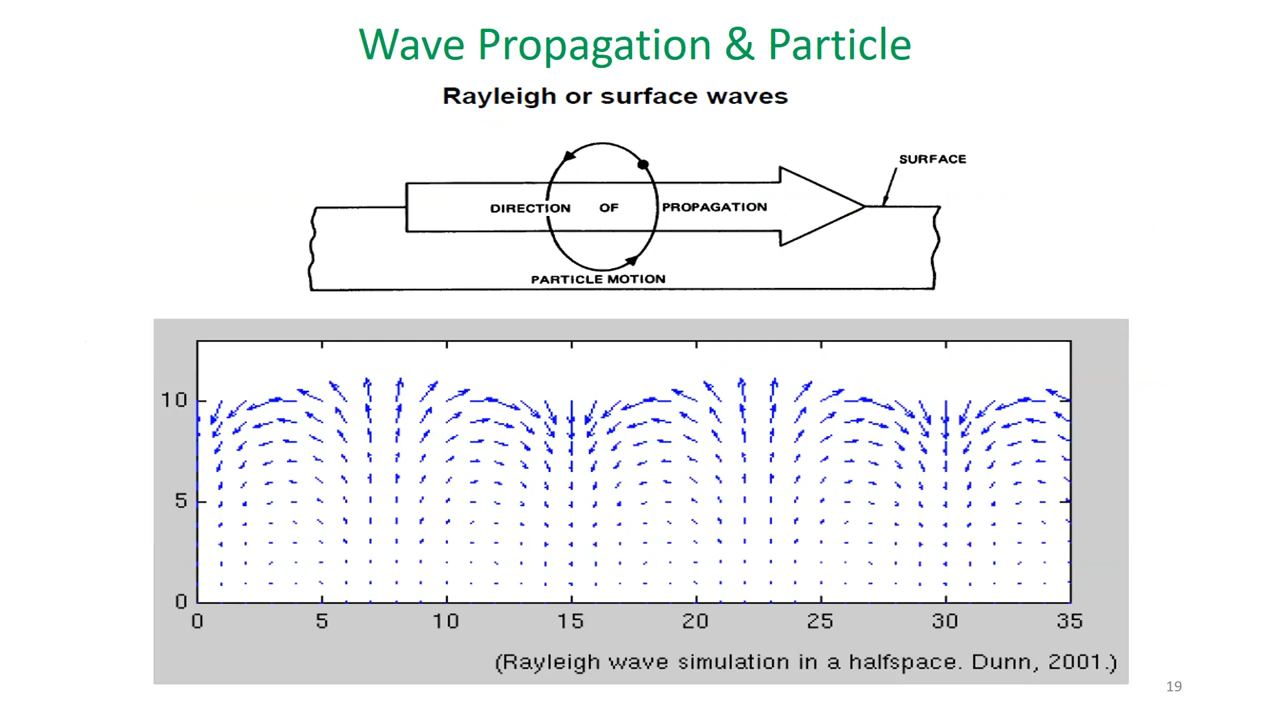 Wave Propagation & Particle
Rayleigh or surface waves
SURFACE
DIRECTION OF PROPAGATION
PARTICLE MOTION
10
5
0
0 5 10 15 20 25 30 35
(Rayleigh wave simulation in a halfspace. Dunn, 2001.)
19